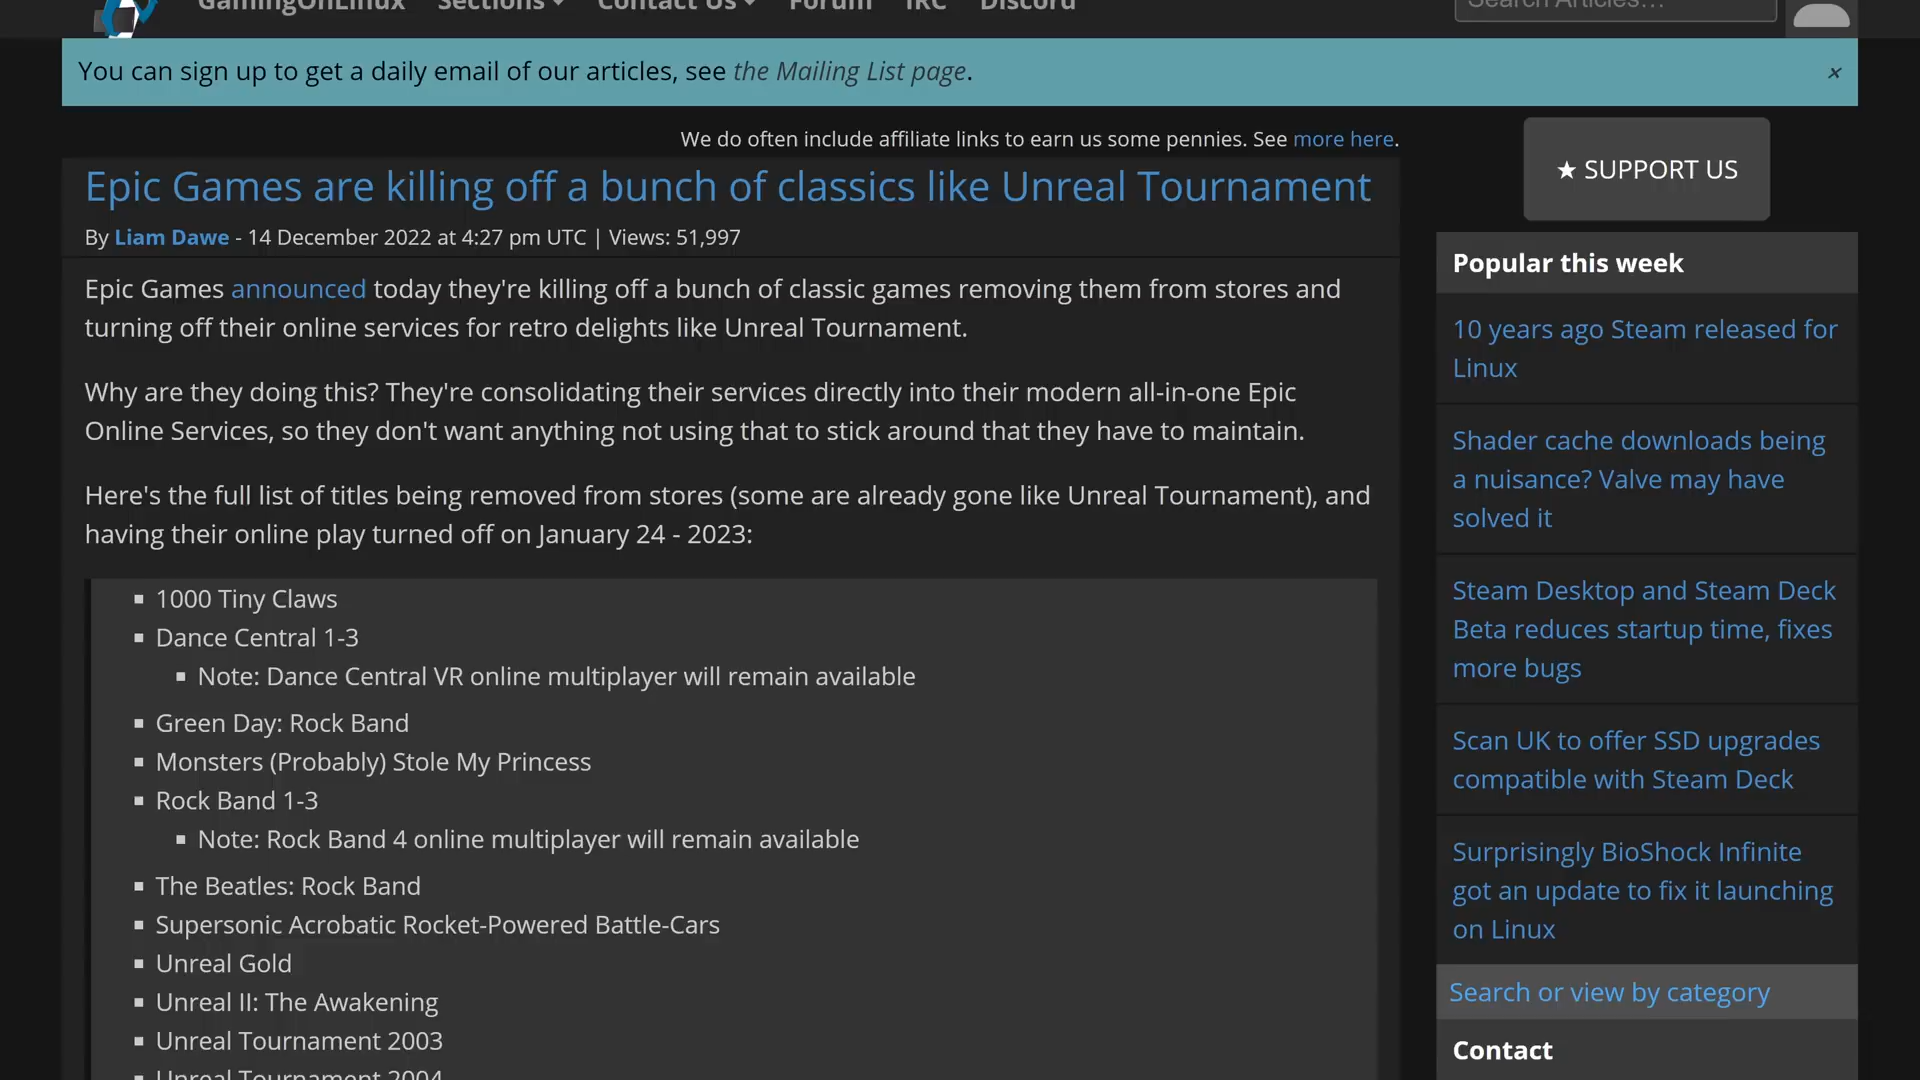 GamingOnLinux Sections Contact Us Forum IRC Discord
Search Articles...
You can sign up to get a daily email of our articles, see the Mailing List page.
×
We do often include affiliate links to earn us some pennies. See more here.
Epic Games are killing off a bunch of classics like Unreal Tournament
By Liam Dawe - 14 December 2022 at 4:27 pm UTC | Views: 51,997
Epic Games announced today they're killing off a bunch of classic games removing them from stores and
turning off their online services for retro delights like Unreal Tournament.
Why are they doing this? They're consolidating their services directly into their modern all-in-one Epic
Online Services, so they don't want anything not using that to stick around that they have to maintain.
Here's the full list of titles being removed from stores (some are already gone like Unreal Tournament), and
having their online play turned off on January 24 - 2023:
1000 Tiny Claws
Dance Central 1-3
Note: Dance Central VR online multiplayer will remain available
Green Day: Rock Band
Monsters (Probably) Stole My Princess
Rock Band 1-3
Note: Rock Band 4 online multiplayer will remain available
The Beatles: Rock Band
Supersonic Acrobatic Rocket-Powered Battle-Cars
Unreal Gold
Unreal II: The Awakening
Unreal Tournament 2003
Unreal Tournament 2004
★ SUPPORT US
Popular this week
10 years ago Steam released for
Linux
Shader cache downloads being
a nuisance? Valve may have
solved it
Steam Desktop and Steam Deck
Beta reduces startup time, fixes
more bugs
Scan UK to offer SSD upgrades
compatible with Steam Deck
Surprisingly BioShock Infinite
got an update to fix it launching
on Linux
Search or view by category
Contact